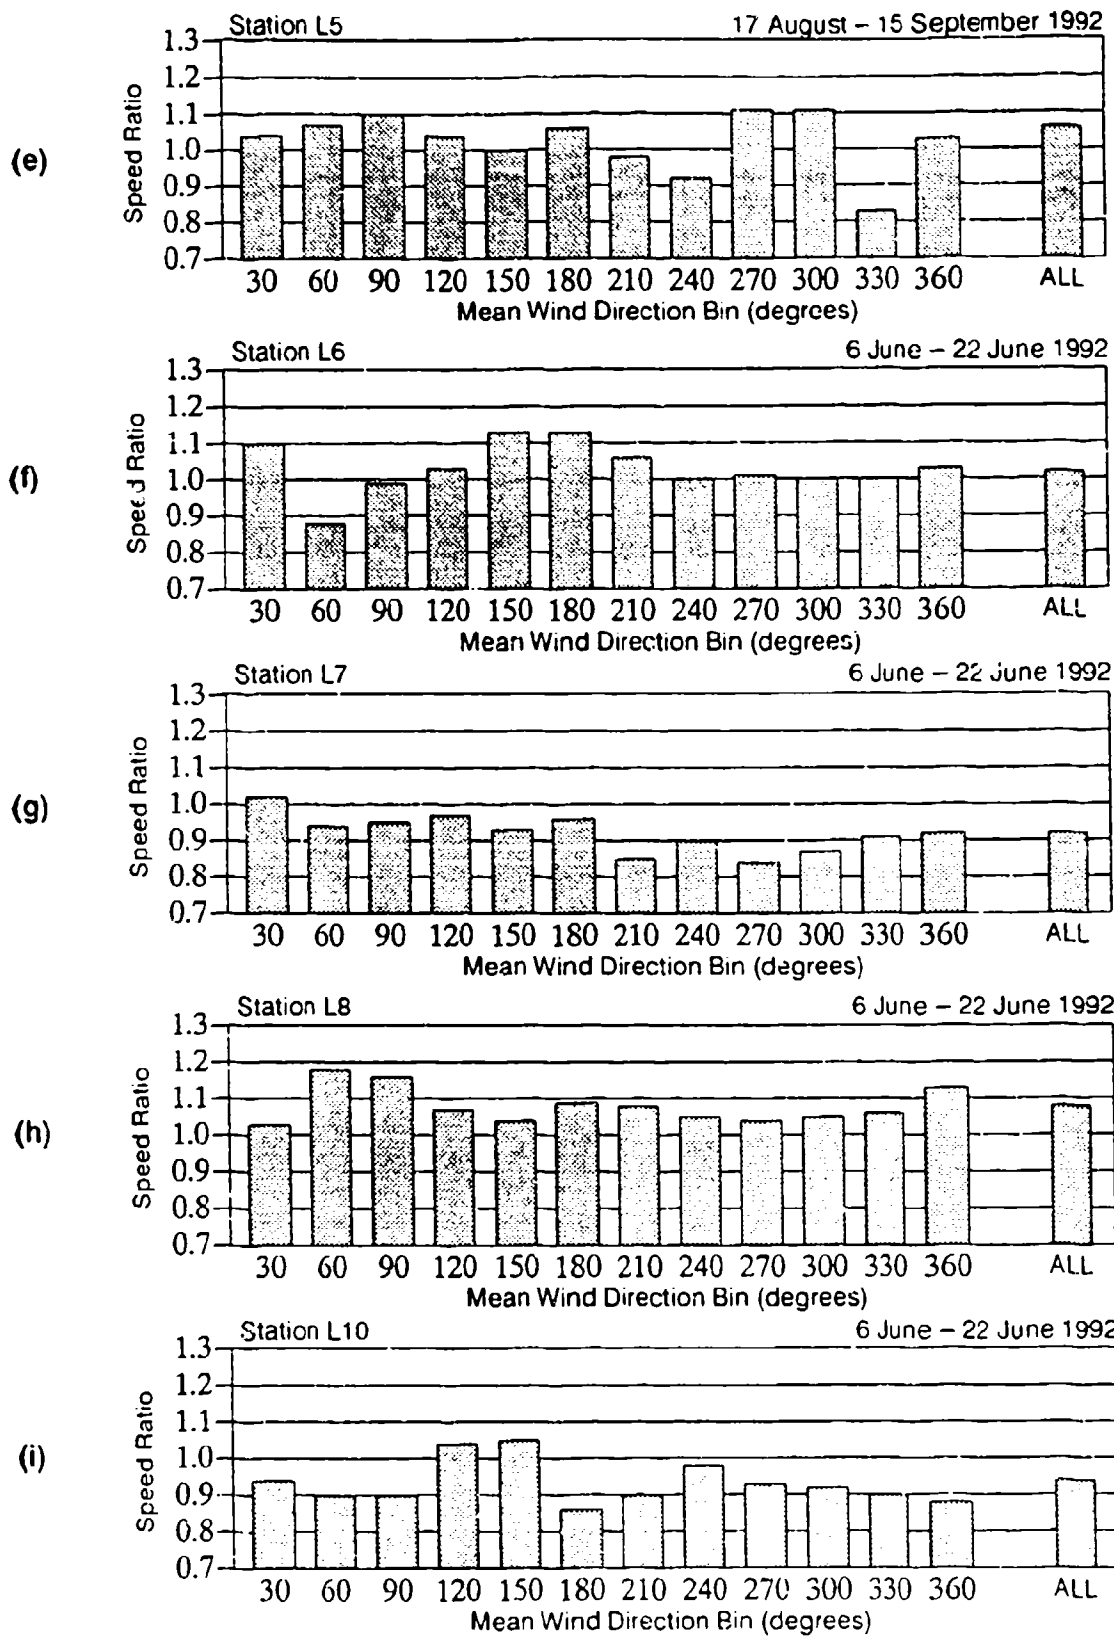 Station L5 17 August – 15 September 1992
1.3
1.2
1.1
1.0
0.9
0.8
0.7
Speed Ratio
(e)
30 60 90 120 150 180 210 240 270 300 330 360 ALL
Mean Wind Direction Bin (degrees)
Station L6 6 June – 22 June 1992
1.3
1.2
1.1
1.0
0.9
0.8
0.7
Speed Ratio
(f)
30 60 90 120 150 180 210 240 270 300 330 360 ALL
Mean Wind Direction Bin (degrees)
Station L7 6 June – 22 June 1992
1.3
1.2
1.1
1.0
0.9
0.8
0.7
Speed Ratio
(g)
30 60 90 120 150 180 210 240 270 300 330 360 ALL
Mean Wind Direction Bin (degrees)
Station L8 6 June – 22 June 1992
1.3
1.2
1.1
1.0
0.9
0.8
0.7
Speed Ratio
(h)
30 60 90 120 150 180 210 240 270 300 330 360 ALL
Mean Wind Direction Bin (degrees)
Station L10 6 June – 22 June 1992
1.3
1.2
1.1
1.0
0.9
0.8
0.7
Speed Ratio
(i)
30 60 90 120 150 180 210 240 270 300 330 360 ALL
Mean Wind Direction Bin (degrees)